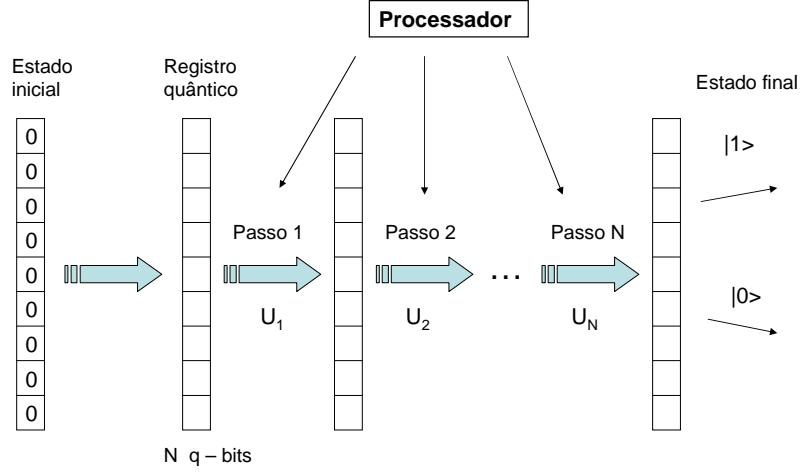 Processador
Estado
inicial
Registro
quântico
Estado final
0
0
0
0
0
0
0
0
0
|1>
Passo 1
Passo 2
...
Passo N
U1
U2
UN
|0>
N q – bits